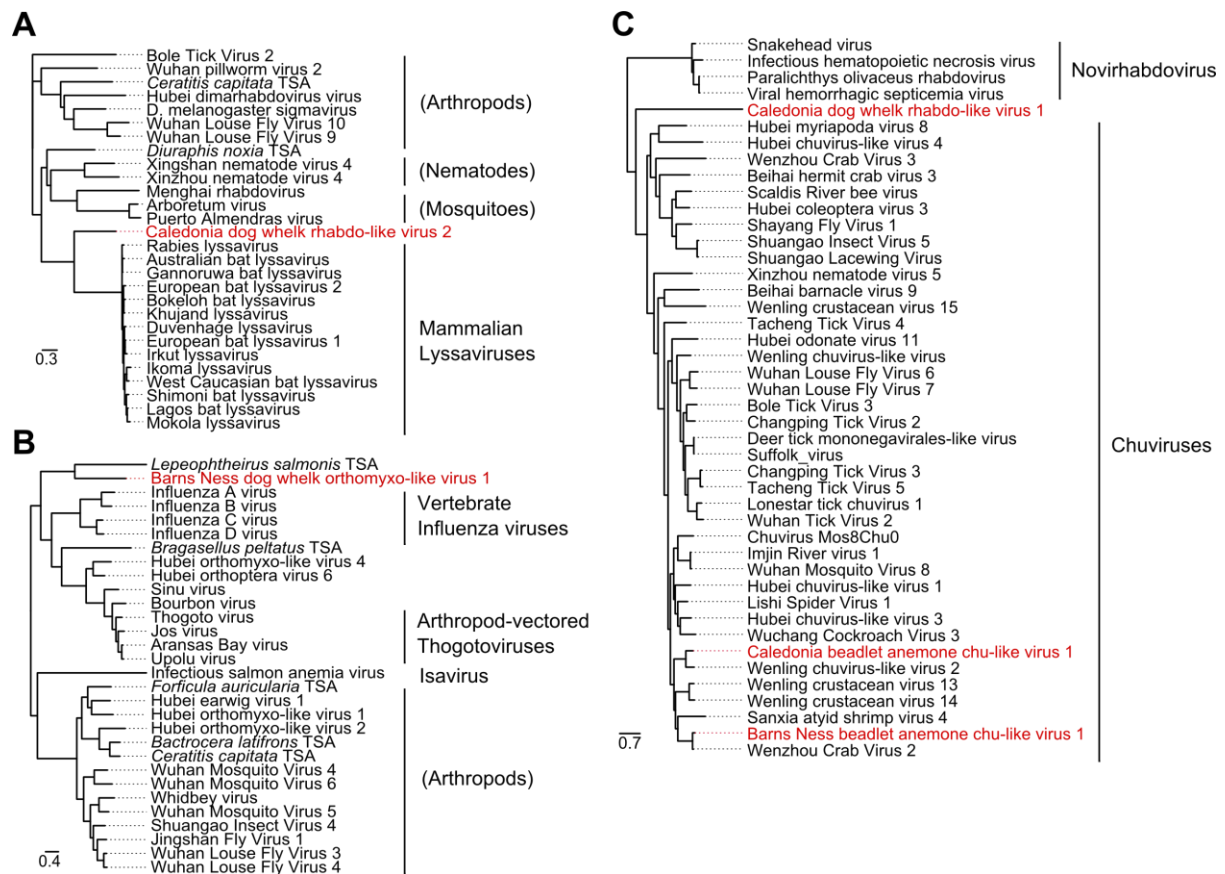 A
Bole Tick Virus 2
Wuhan pillworm virus 2
Ceratitis capitata TSA
Hubei dimarhabdovirus virus
D. melanogaster sigmavirus
Wuhan Louse Fly Virus 10
Wuhan Louse Fly Virus 9
(Arthropods)
Diuraphis noxia TSA
Xingshan nematode virus 4
Xinzhou nematode virus 4
(Nematodes)
Menghai rhabdovirus
Arboretum virus
Puerto Almendras virus
(Mosquitoes)
Caledonia dog whelk rhabdo-like virus 2
Rabies lyssavirus
Australian bat lyssavirus
Gannoruwa bat lyssavirus
European bat lyssavirus 2
Bokeloh bat lyssavirus
Khujand lyssavirus
Duvenhage lyssavirus
European bat lyssavirus 1
Irkut lyssavirus
Ikoma lyssavirus
West Caucasian bat lyssavirus
Shimoni bat lyssavirus
Lagos bat lyssavirus
Mokola lyssavirus
Mammalian
Lyssaviruses
0.3
B
Lepeophtheirus salmonis TSA
Barns Ness dog whelk orthomyxo-like virus 1
Influenza A virus
Influenza B virus
Influenza C virus
Influenza D virus
Vertebrate
Influenza viruses
Bragasellus peltatus TSA
Hubei orthomyxo-like virus 4
Hubei orthoptera virus 6
Sinu virus
Bourbon virus
Thogoto virus
Jos virus
Aransas Bay virus
Upolu virus
Arthropod-vectored
Thogotoviruses
Infectious salmon anemia virus
Isavirus
Forficula auricularia TSA
Hubei earwig virus 1
Hubei orthomyxo-like virus 1
Hubei orthomyxo-like virus 2
Bactrocera latifrons TSA
Ceratitis capitata TSA
Wuhan Mosquito Virus 4
Wuhan Mosquito Virus 6
Whidbey virus
Wuhan Mosquito Virus 5
Shuangao Insect Virus 4
Jingshan Fly Virus 1
Wuhan Louse Fly Virus 3
Wuhan Louse Fly Virus 4
(Arthropods)
0.4
C
Snakehead virus
Infectious hematopoietic necrosis virus
Paralichthys olivaceus rhabdovirus
Viral hemorrhagic septicemia virus
Novirhabdovirus
Caledonia dog whelk rhabdo-like virus 1
Hubei myriapoda virus 8
Hubei chuvirus-like virus 4
Wenzhou Crab Virus 3
Beihai hermit crab virus 3
Scaldis River bee virus
Hubei coleoptera virus 3
Shayang Fly Virus 1
Shuangao Insect Virus 5
Shuangao Lacewing Virus
Xinzhou nematode virus 5
Beihai barnacle virus 9
Wenling crustacean virus 15
Tacheng Tick Virus 4
Hubei odonate virus 11
Wenling chuvirus-like virus
Wuhan Louse Fly Virus 6
Wuhan Louse Fly Virus 7
Bole Tick Virus 3
Changping Tick Virus 2
Deer tick mononegavirales-like virus
Suffolk_virus
Changping Tick Virus 3
Tacheng Tick Virus 5
Lonestar tick chuvirus 1
Wuhan Tick Virus 2
Chuvirus Mos8Chu0
Imjin River virus 1
Wuhan Mosquito Virus 8
Hubei chuvirus-like virus 1
Lishi Spider Virus 1
Hubei chuvirus-like virus 3
Wuchang Cockroach Virus 3
Caledonia beadlet anemone chu-like virus 1
Wenling chuvirus-like virus 2
Wenling crustacean virus 13
Wenling crustacean virus 14
Sanxia atyid shrimp virus 4
Barns Ness beadlet anemone chu-like virus 1
Wenzhou Crab Virus 2
Chuviruses
0.7